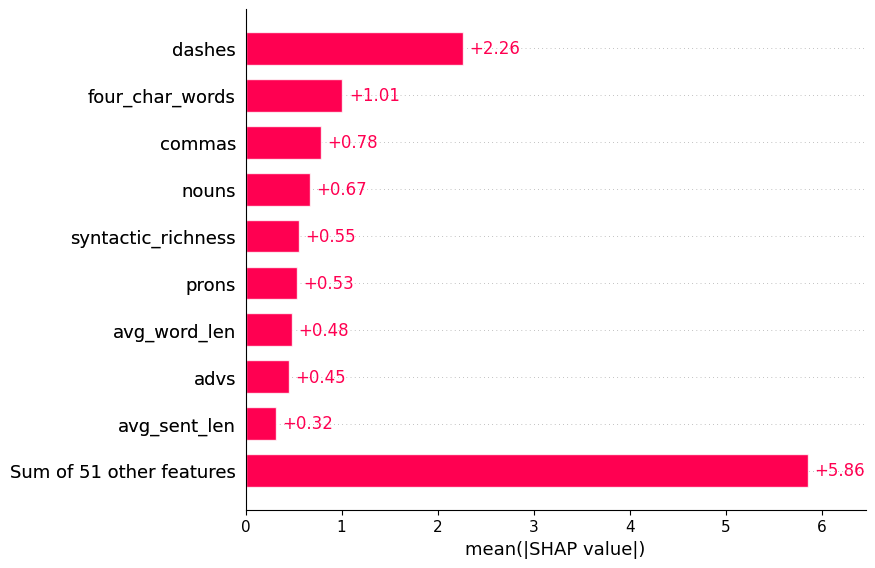 dashes +2.26
four_char_words +1.01
commas +0.78
nouns +0.67
syntactic_richness +0.55
prons +0.53
avg_word_len +0.48
advs +0.45
avg_sent_len +0.32
Sum of 51 other features +5.86
0 1 2 3 4 5 6
mean(|SHAP value|)